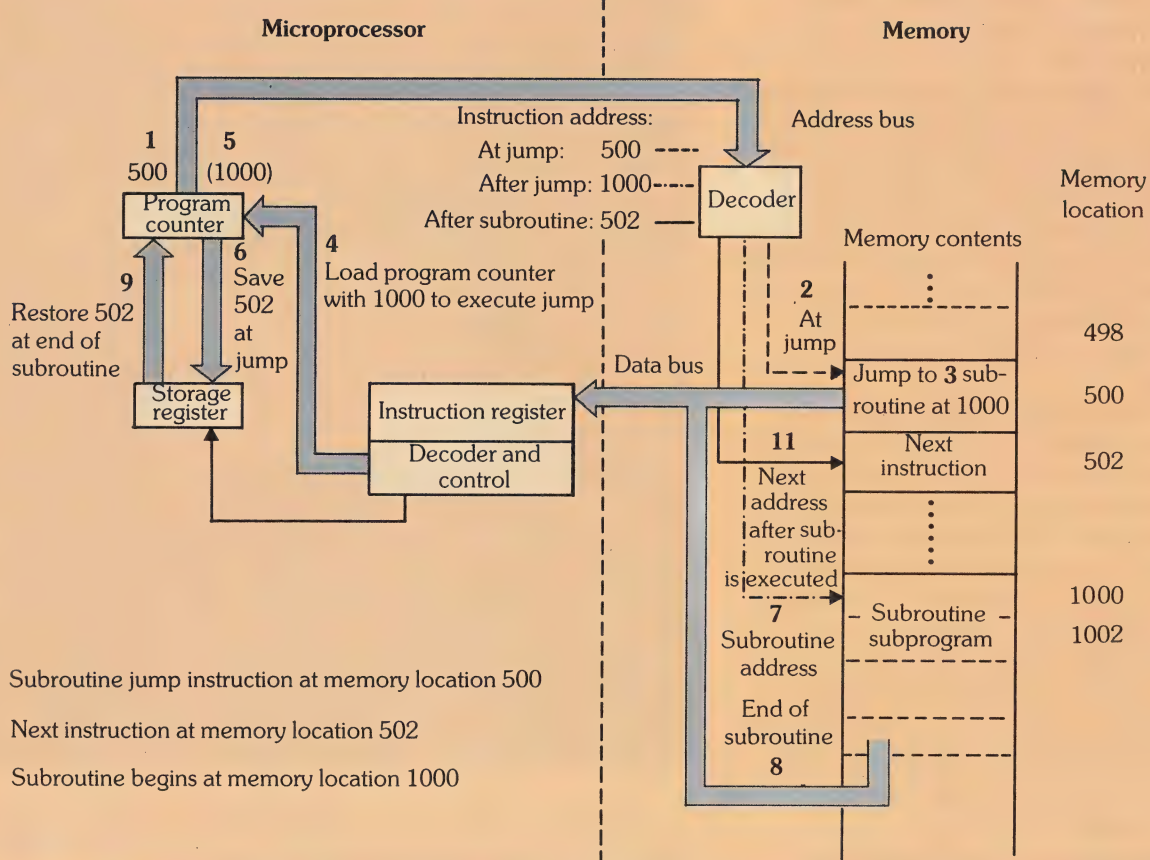 Microprocessor
Memory
Instruction address:
At jump: 500
After jump: 1000
After subroutine: 502
Address bus
1
500
5
(1000)
Program
counter
Decoder
Memory
location
Memory contents
4
Load program counter
with 1000 to execute jump
6
Save
502
at
jump
9
Restore 502
at end of
subroutine
Storage
register
Instruction register
Decoder and
control
Data bus
2
At
jump
498
Jump to 3 sub-
routine at 1000
500
Next
instruction
502
11
Next
address
after sub-
routine
is executed
7
Subroutine
address
1000
Subroutine
subprogram
1002
End of
subroutine
8
Subroutine jump instruction at memory location 500
Next instruction at memory location 502
Subroutine begins at memory location 1000